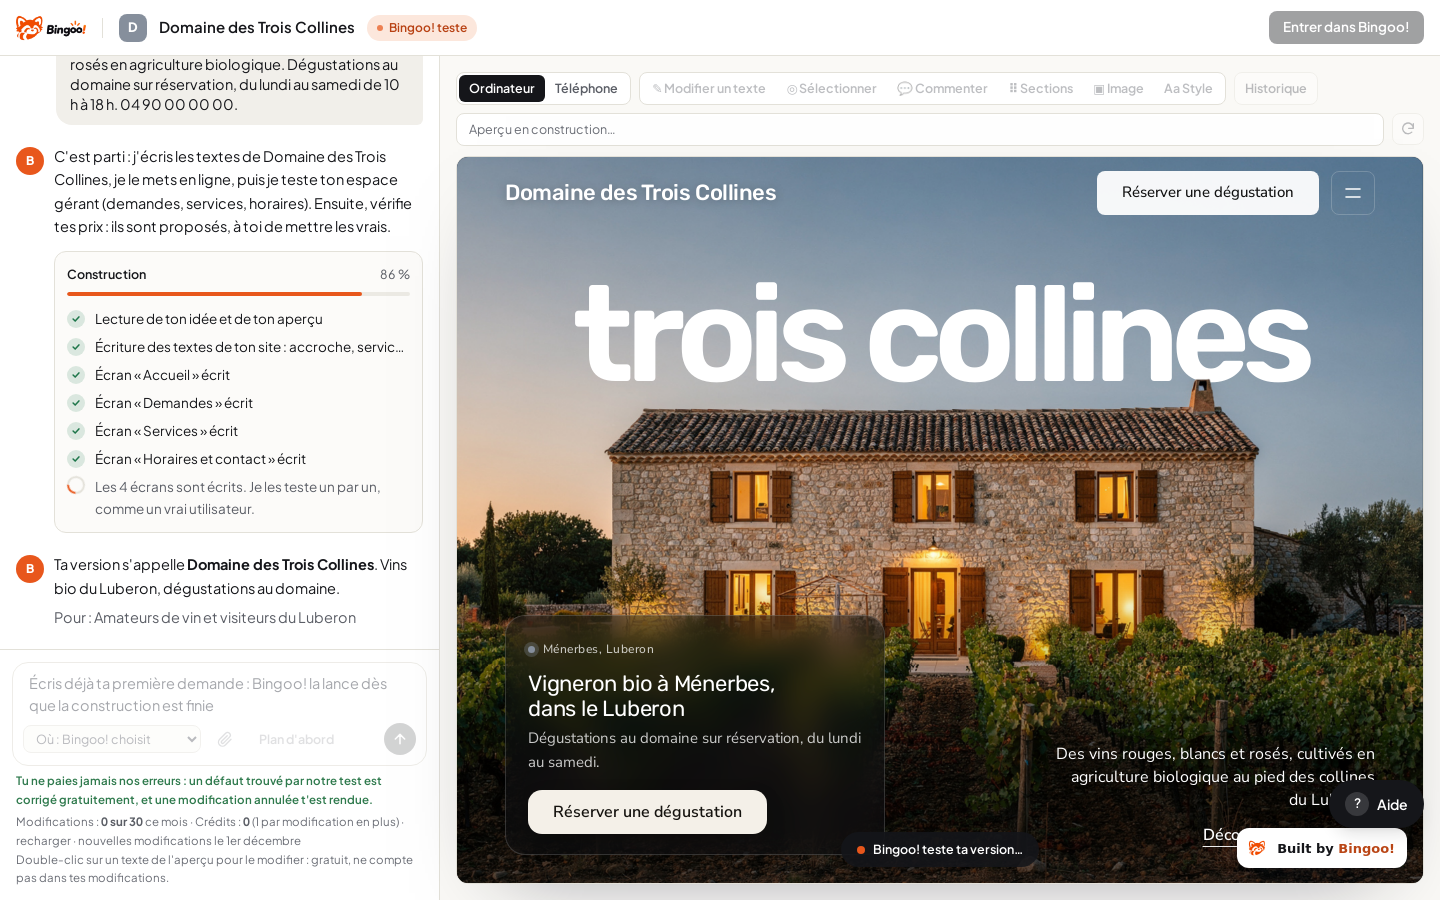 Bingoo!
D
Domaine des Trois Collines
Bingoo! teste
Entrer dans Bingoo!
rosés en agriculture biologique. Dégustations au
domaine sur réservation, du lundi au samedi de 10
h à 18 h. 04 90 00 00 00.
B
C'est parti : j'écris les textes de Domaine des Trois
Collines, je le mets en ligne, puis je teste ton espace
gérant (demandes, services, horaires). Ensuite, vérifie
tes prix : ils sont proposés, à toi de mettre les vrais.
Construction
86 %
Lecture de ton idée et de ton aperçu
Écriture des textes de ton site : accroche, servic…
Écran « Accueil » écrit
Écran « Demandes » écrit
Écran « Services » écrit
Écran « Horaires et contact » écrit
Les 4 écrans sont écrits. Je les teste un par un,
comme un vrai utilisateur.
B
Ta version s'appelle Domaine des Trois Collines. Vins
bio du Luberon, dégustations au domaine.
Pour : Amateurs de vin et visiteurs du Luberon
Écris déjà ta première demande : Bingoo! la lance dès
que la construction est finie
Où : Bingoo! choisit
Plan d'abord
Tu ne paies jamais nos erreurs : un défaut trouvé par notre test est
corrigé gratuitement, et une modification annulée t'est rendue.
Modifications : 0 sur 30 ce mois · Crédits : 0 (1 par modification en plus) ·
recharger · nouvelles modifications le 1er décembre
Double-clic sur un texte de l'aperçu pour le modifier : gratuit, ne compte
pas dans tes modifications.
Ordinateur
Téléphone
Modifier un texte
Sélectionner
Commenter
Sections
Image
Aa Style
Historique
Aperçu en construction…
Domaine des Trois Collines
Réserver une dégustation
trois collines
Ménerbes, Luberon
Vigneron bio à Ménerbes,
dans le Luberon
Dégustations au domaine sur réservation, du lundi
au samedi.
Réserver une dégustation
Des vins rouges, blancs et rosés, cultivés en
agriculture biologique au pied des collines
du
? Aide
Bingoo! teste ta version…
Built by Bingoo!